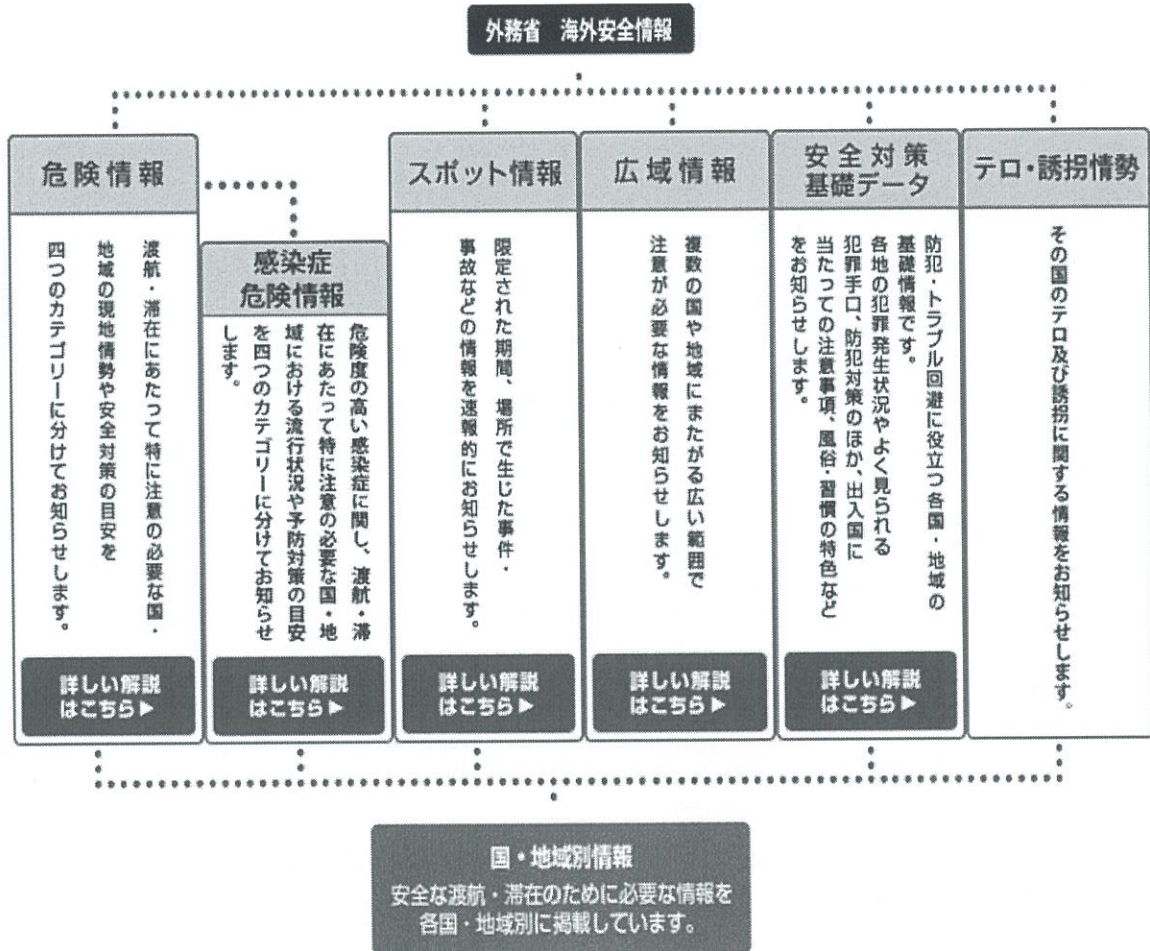 外務省 海外安全情報
危険情報
渡航・滞在にあたって特に注意の必要な国・
地域の現地情勢や安全対策の目安を
四つのカテゴリーに分けてお知らせします。
詳しい解説
はこちら▶
感染症
危険情報
危険度の高い感染症に関し、渡航・滞
在にあたって特に注意の必要な国・地
域における流行状況や予防対策の目安
を四つのカテゴリーに分けてお知らせ
します。
詳しい解説
はこちら▶
スポット情報
限定された期間、場所で生じた事件・
事故などの情報を速報的にお知らせします。
詳しい解説
はこちら▶
広域情報
複数の国や地域にまたがる広い範囲で
注意が必要な情報をお知らせします。
詳しい解説
はこちら▶
安全対策
基礎データ
防犯・トラブル回避に役立つ各国・地域の
基礎情報です。
各地の犯罪発生状況やよく見られる
犯罪手口、防犯対策のほか、出入国に
当たっての注意事項、風俗・習慣の特色など
をお知らせします。
詳しい解説
はこちら▶
テロ・誘拐情勢
その国のテロ及び誘拐に関する情報をお知らせします。
国・地域別情報
安全な渡航・滞在のために必要な情報を
各国・地域別に掲載しています。